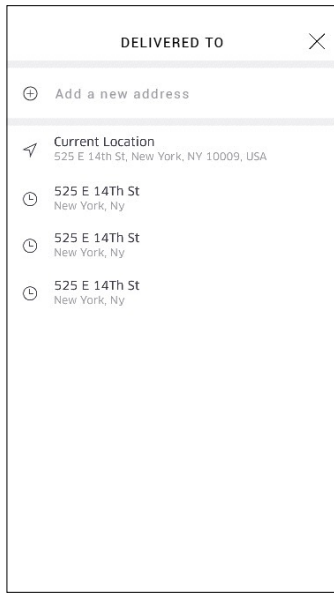 DELIVERED TO
Add a new address
Current Location
525 E 14th St, New York, NY 10009, USA
525 E 14Th St
New York, Ny
525 E 14Th St
New York, Ny
525 E 14Th St
New York, Ny